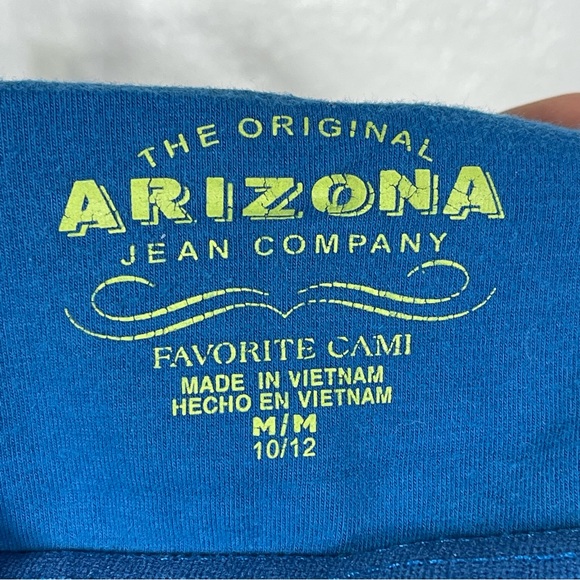 THE ORIGINAL
ARIZONA
JEAN COMPANY
FAVORITE CAMI
MADE IN VIETNAM
HECHO EN VIETNAM
M/M
10/12